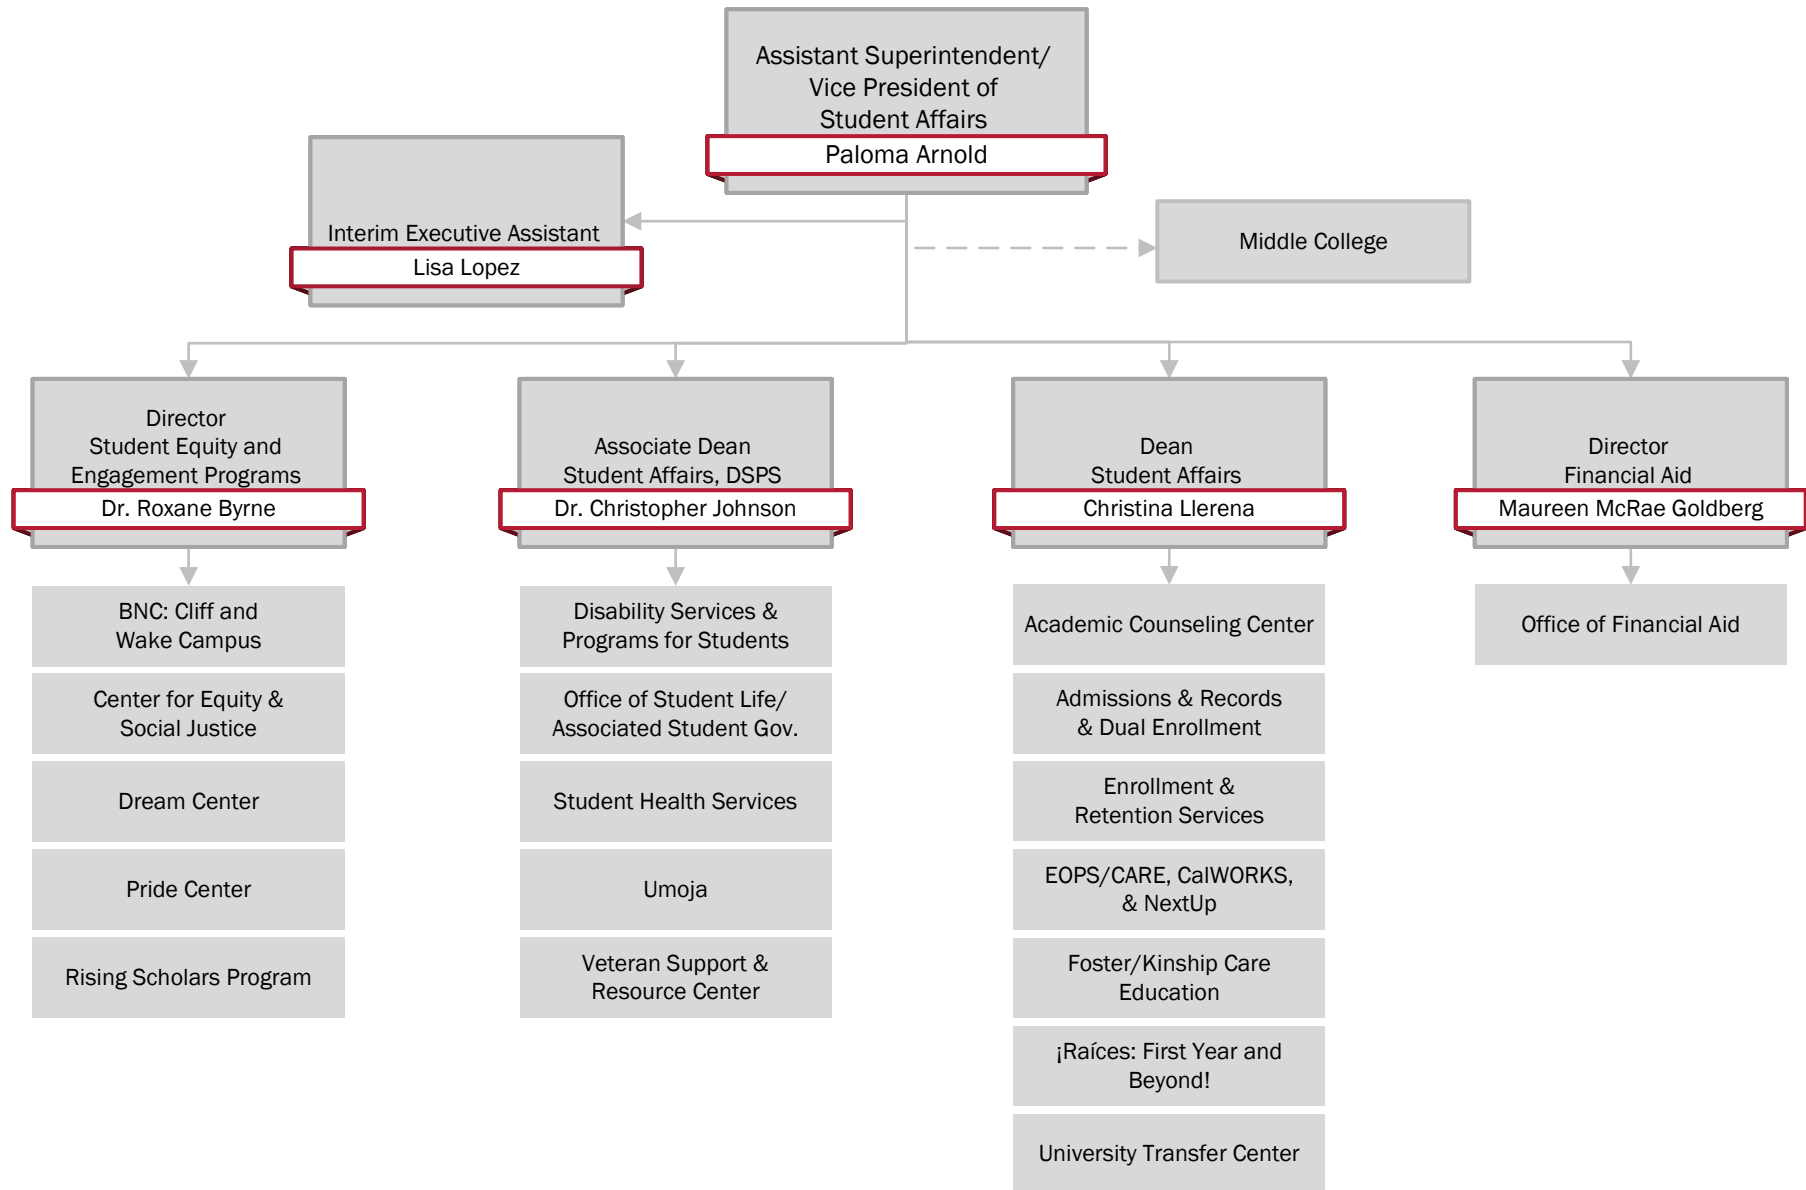 Assistant Superintendent/
Vice President of
Student Affairs
Paloma Arnold
Interim Executive Assistant
Lisa Lopez
Middle College
Director
Student Equity and
Engagement Programs
Dr. Roxane Byrne
Associate Dean
Student Affairs, DSPS
Dr. Christopher Johnson
Dean
Student Affairs
Christina Llerena
Director
Financial Aid
Maureen McRae Goldberg
BNC: Cliff and
Wake Campus
Center for Equity &
Social Justice
Dream Center
Pride Center
Rising Scholars Program
Disability Services &
Programs for Students
Office of Student Life/
Associated Student Gov.
Student Health Services
Umoja
Veteran Support &
Resource Center
Academic Counseling Center
Admissions & Records
& Dual Enrollment
Enrollment &
Retention Services
EOPS/CARE, CalWORKS,
& NextUp
Foster/Kinship Care
Education
¡Raíces: First Year and
Beyond!
University Transfer Center
Office of Financial Aid